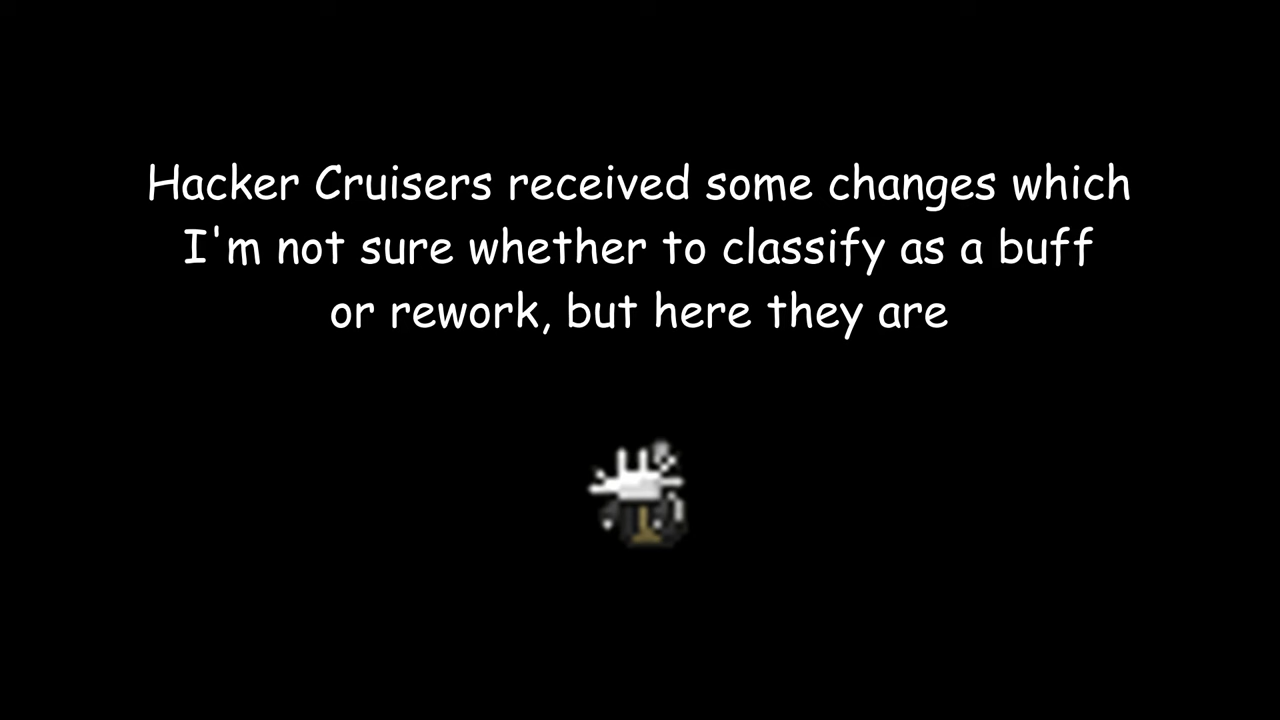 Hacker Cruisers received some changes which
I'm not sure whether to classify as a buff
or rework, but here they are